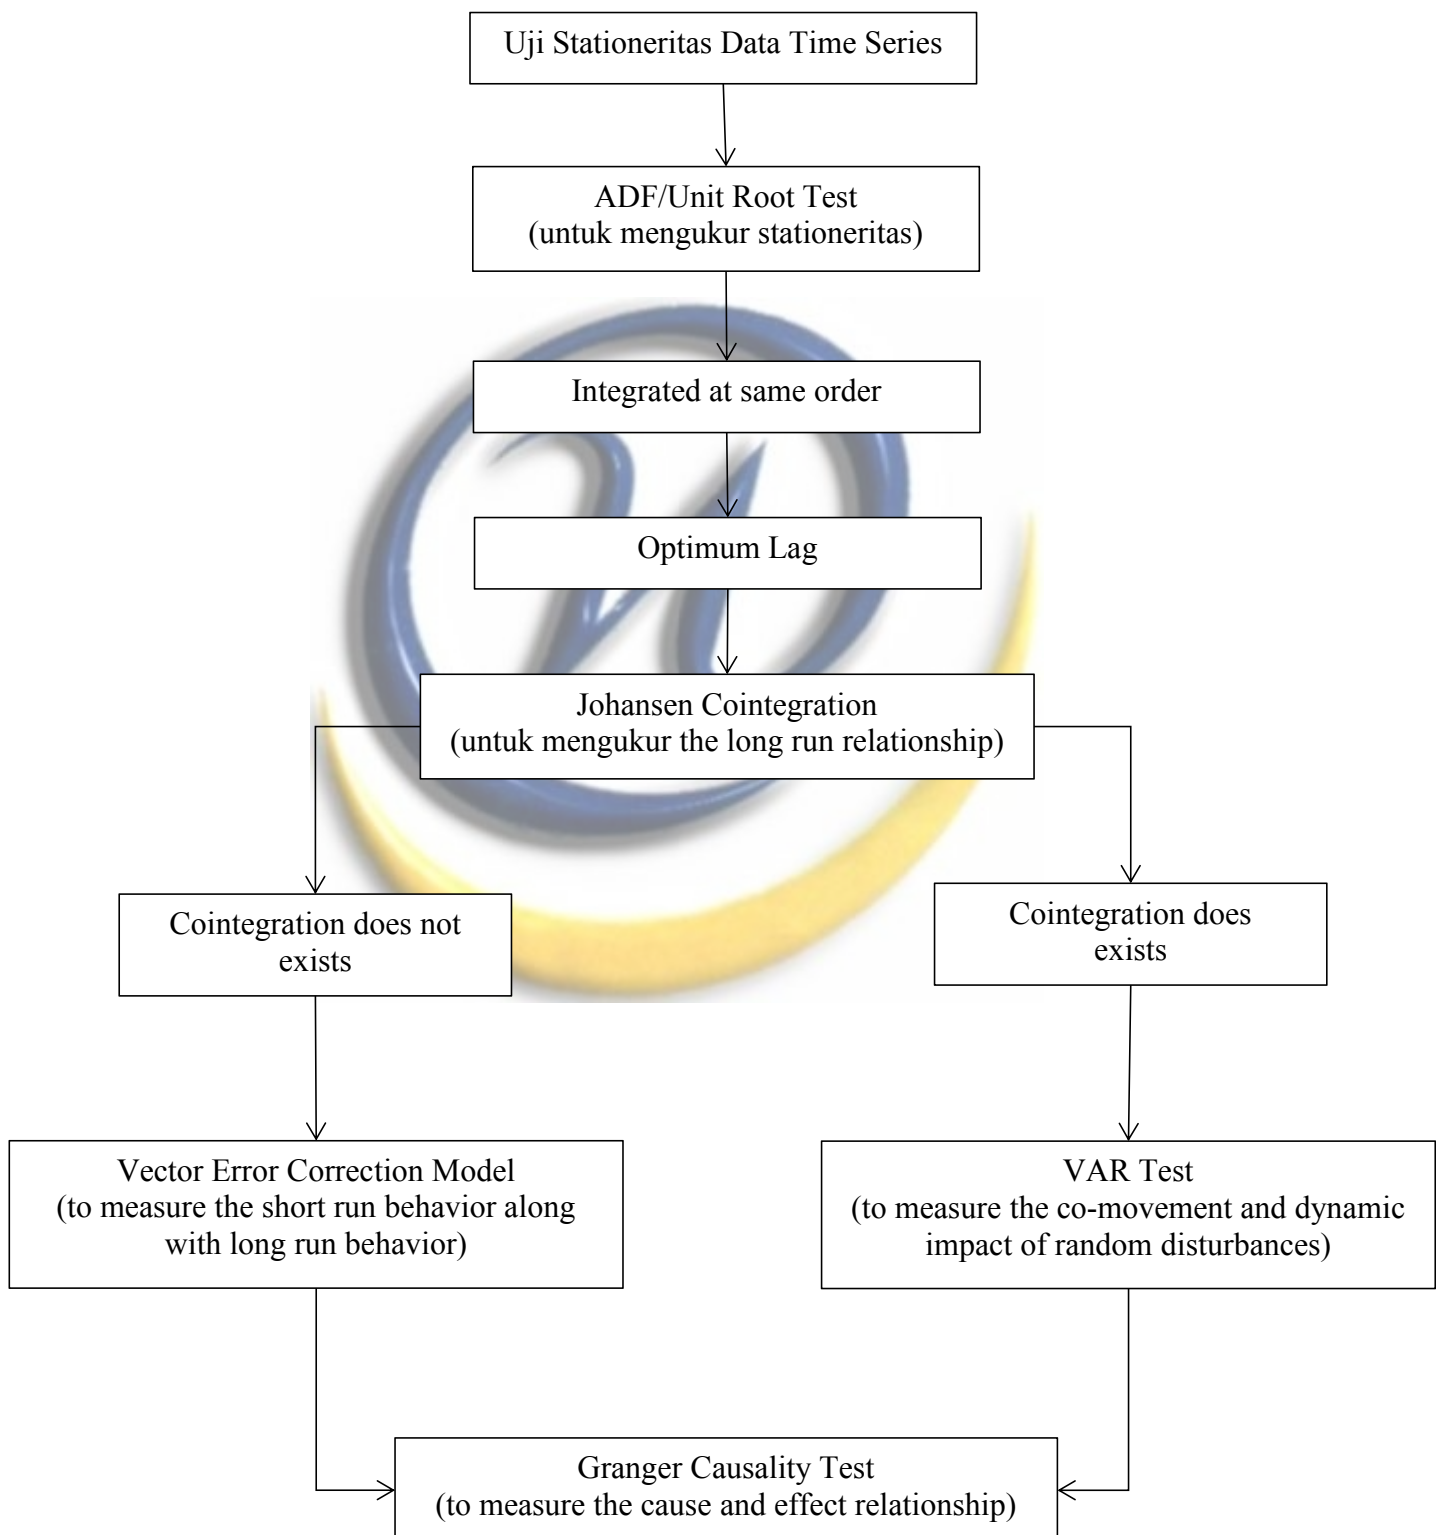 Uji Stationeritas Data Time Series
ADF/Unit Root Test
(untuk mengukur stationeritas)
Integrated at same order
Optimum Lag
Johansen Cointegration
(untuk mengukur the long run relationship)
Cointegration does not
exists
Cointegration does
exists
Vector Error Correction Model
(to measure the short run behavior along
with long run behavior)
VAR Test
(to measure the co-movement and dynamic
impact of random disturbances)
Granger Causality Test
(to measure the cause and effect relationship)